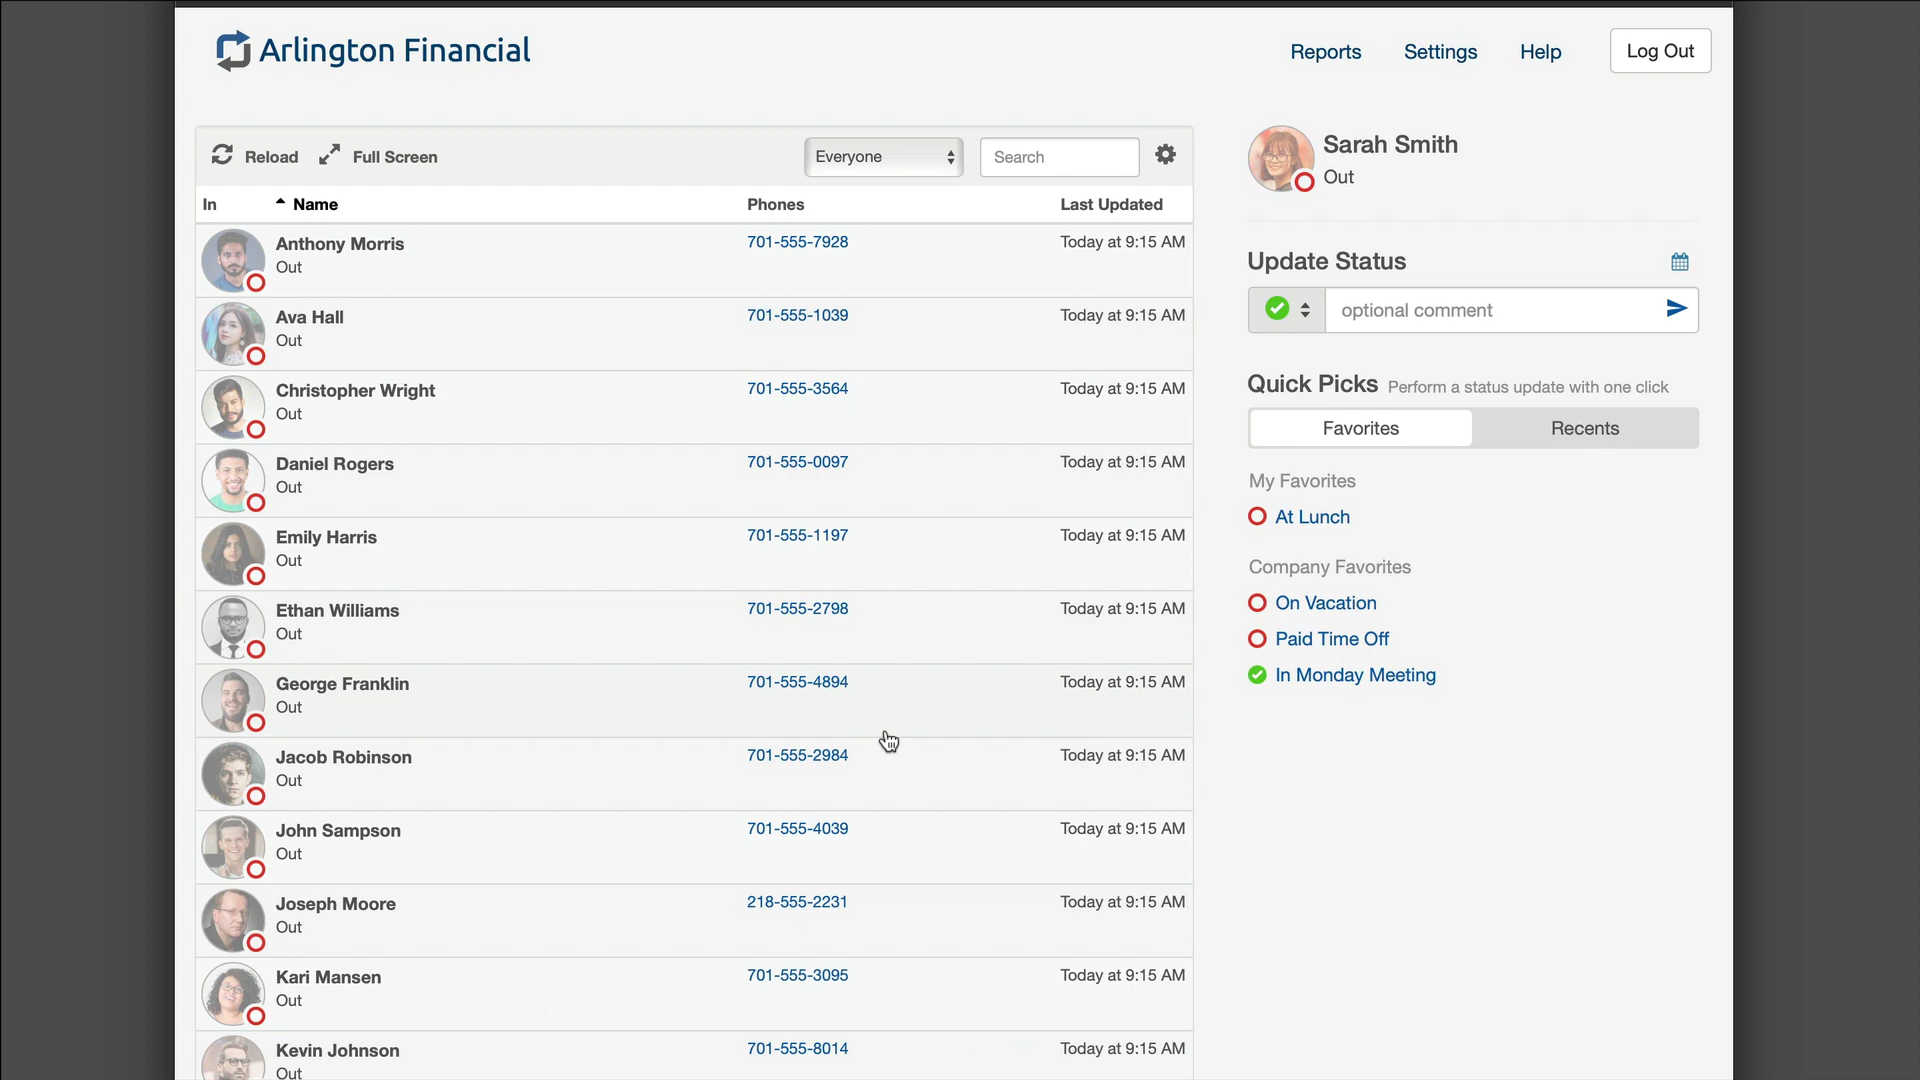 Arlington Financial
Reports Settings Help Log Out
Reload Full Screen Everyone Search
In Name Phones Last Updated
Anthony Morris 701-555-7928 Today at 9:15 AM
Out
Ava Hall 701-555-1039 Today at 9:15 AM
Out
Christopher Wright 701-555-3564 Today at 9:15 AM
Out
Daniel Rogers 701-555-0097 Today at 9:15 AM
Out
Emily Harris 701-555-1197 Today at 9:15 AM
Out
Ethan Williams 701-555-2798 Today at 9:15 AM
Out
George Franklin 701-555-4894 Today at 9:15 AM
Out
Jacob Robinson 701-555-2984 Today at 9:15 AM
Out
John Sampson 701-555-4039 Today at 9:15 AM
Out
Joseph Moore 218-555-2231 Today at 9:15 AM
Out
Kari Mansen 701-555-3095 Today at 9:15 AM
Out
Kevin Johnson 701-555-8014 Today at 9:15 AM
Out
Sarah Smith
Out
Update Status
optional comment
Quick Picks Perform a status update with one click
Favorites Recents
My Favorites
At Lunch
Company Favorites
On Vacation
Paid Time Off
In Monday Meeting